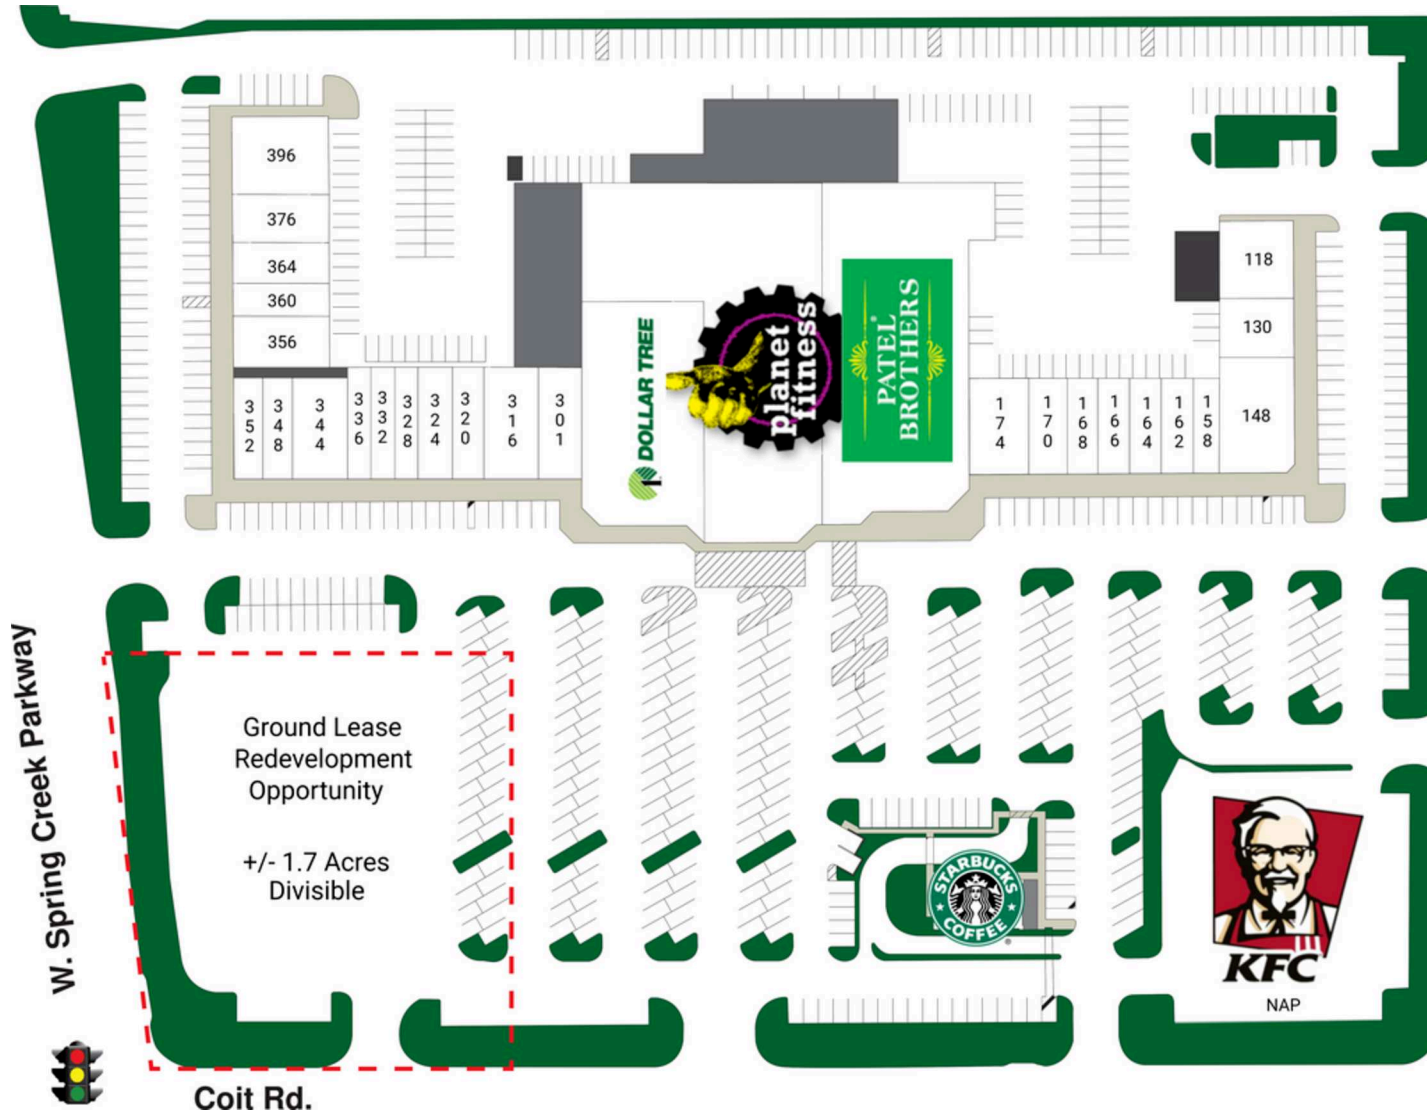 396
376
364
360
356
352
348
344
336
332
328
324
320
316
301
DOLLAR TREE
planet
fitness
PATEL
BROTHERS
174
170
168
166
164
162
158
118
130
148
W. Spring Creek Parkway
Ground Lease
Redevelopment
Opportunity
+/- 1.7 Acres
Divisible
STARBUCKS
COFFEE
KFC
NAP
Coit Rd.